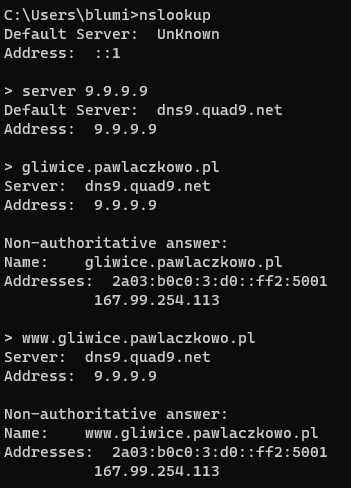 C:\Users\blumi>nslookup
Default Server:  UnKnown
Address:  ::1

> server 9.9.9.9
Default Server:  dns9.quad9.net
Address:  9.9.9.9

> gliwice.pawlaczkowo.pl
Server:  dns9.quad9.net
Address:  9.9.9.9

Non-authoritative answer:
Name:    gliwice.pawlaczkowo.pl
Addresses:  2a03:b0c0:3:d0::ff2:5001
          167.99.254.113

> www.gliwice.pawlaczkowo.pl
Server:  dns9.quad9.net
Address:  9.9.9.9

Non-authoritative answer:
Name:    www.gliwice.pawlaczkowo.pl
Addresses:  2a03:b0c0:3:d0::ff2:5001
          167.99.254.113